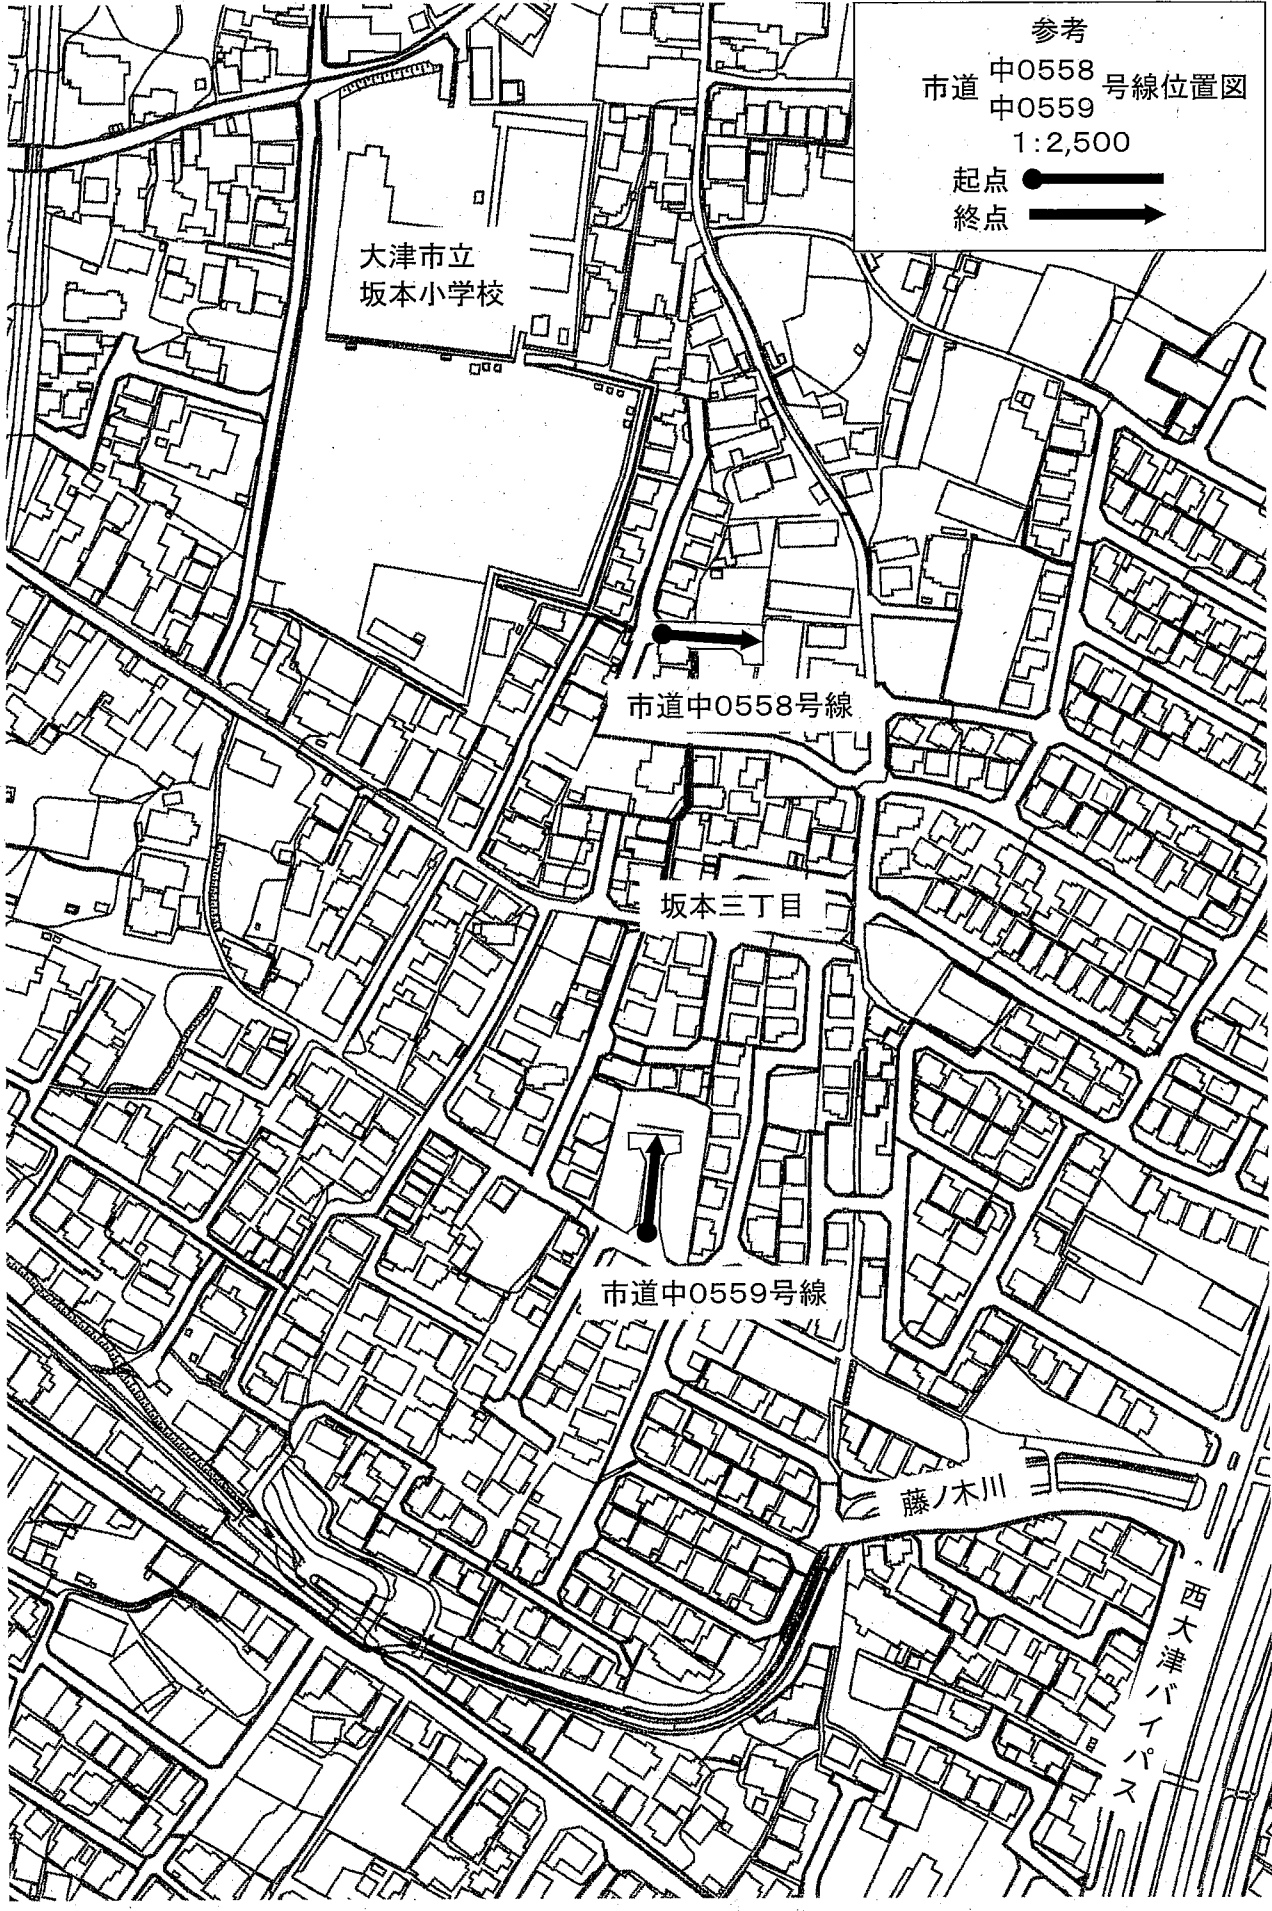 参考
市道 中0558 号線位置図
中0559
1:2,500
起点
終点
大津市立
坂本小学校
市道中0558号線
坂本三丁目
市道中0559号線
藤ノ木川
西大津バイパス